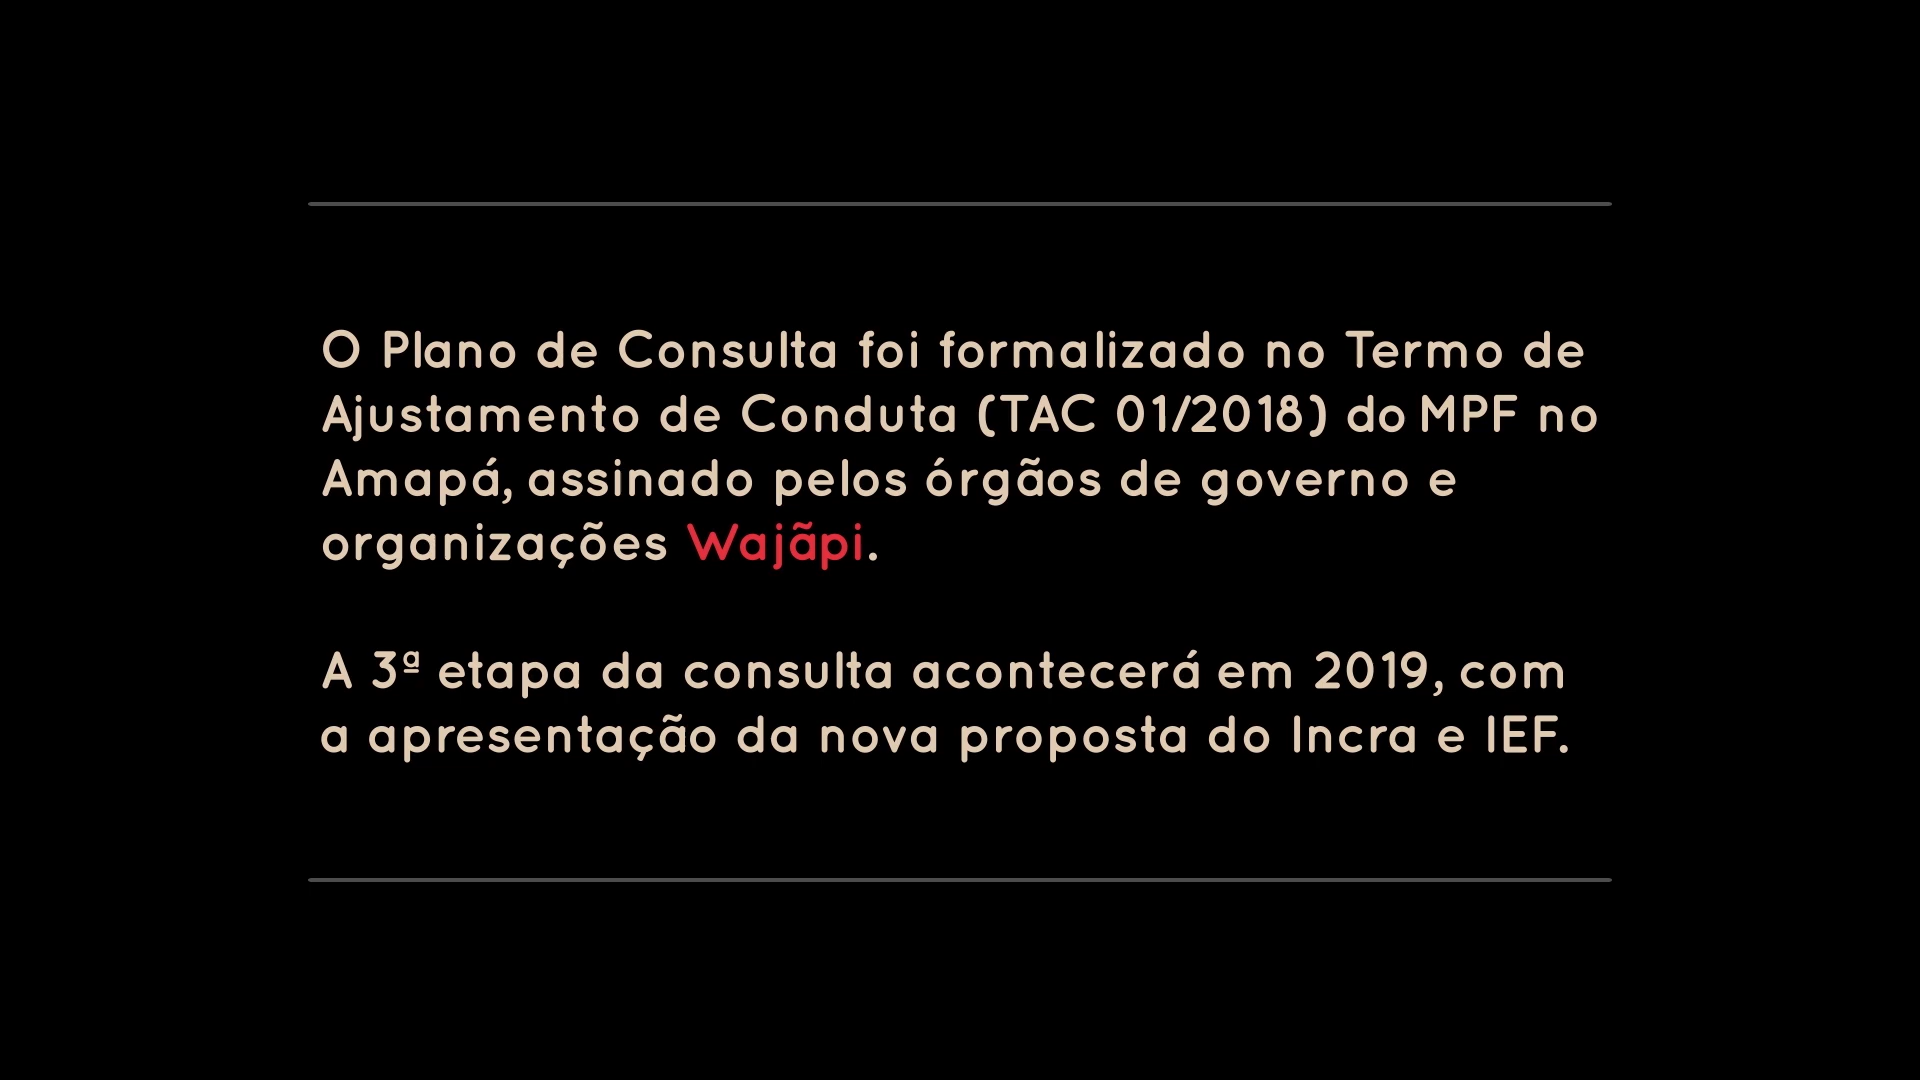 O Plano de Consulta foi formalizado no Termo de
Ajustamento de Conduta (TAC 01/2018) do MPF no
Amapá, assinado pelos órgãos de governo e
organizações Wajãpi.
A 3ª etapa da consulta acontecerá em 2019, com
a apresentação da nova proposta do Incra e IEF.